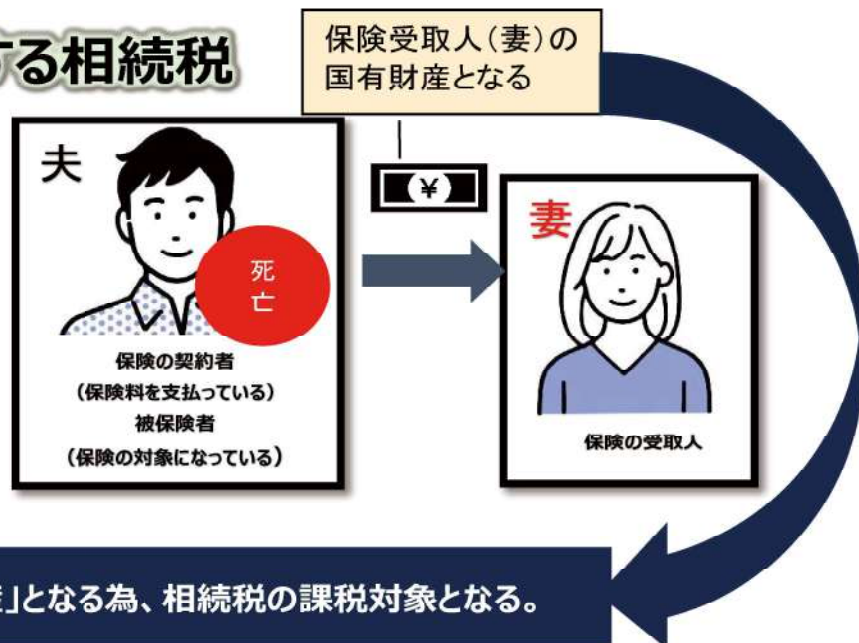 する相続税
保険受取人(妻)の
国有財産となる
夫
死
亡
¥
妻
保険の契約者
(保険料を支払っている)
被保険者
(保険の対象になっている)
保険の受取人
」となる為、相続税の課税対象となる。